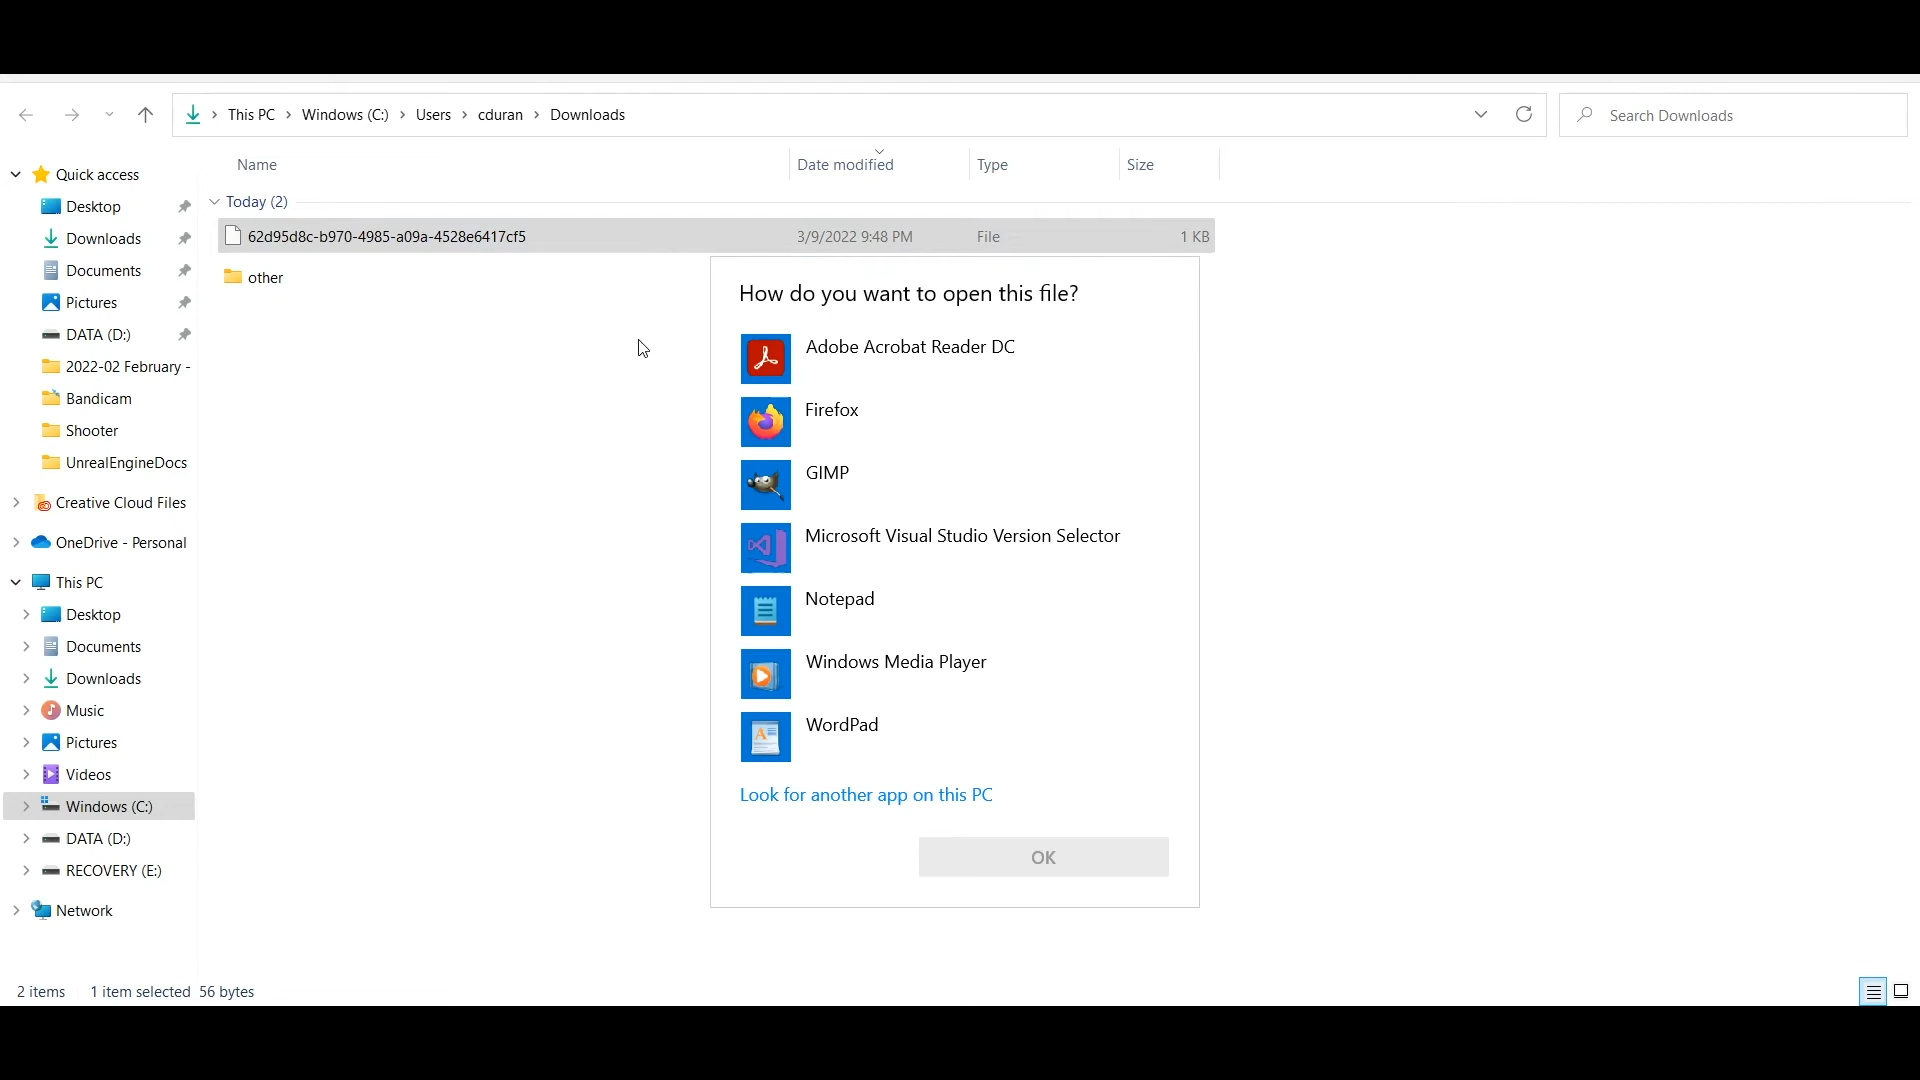 This PC > Windows (C:) > Users > cduran > Downloads
Search Downloads
Name Date modified Type Size
Today (2)
62d95d8c-b970-4985-a09a-4528e6417cf5 3/9/2022 9:48 PM File 1 KB
other
Quick access
Desktop
Downloads
Documents
Pictures
DATA (D:)
2022-02 February -
Bandicam
Shooter
UnrealEngineDocs
Creative Cloud Files
OneDrive - Personal
This PC
Desktop
Documents
Downloads
Music
Pictures
Videos
Windows (C:)
DATA (D:)
RECOVERY (E:)
Network
How do you want to open this file?
Adobe Acrobat Reader DC
Firefox
GIMP
Microsoft Visual Studio Version Selector
Notepad
Windows Media Player
WordPad
Look for another app on this PC
OK
2 items 1 item selected 56 bytes